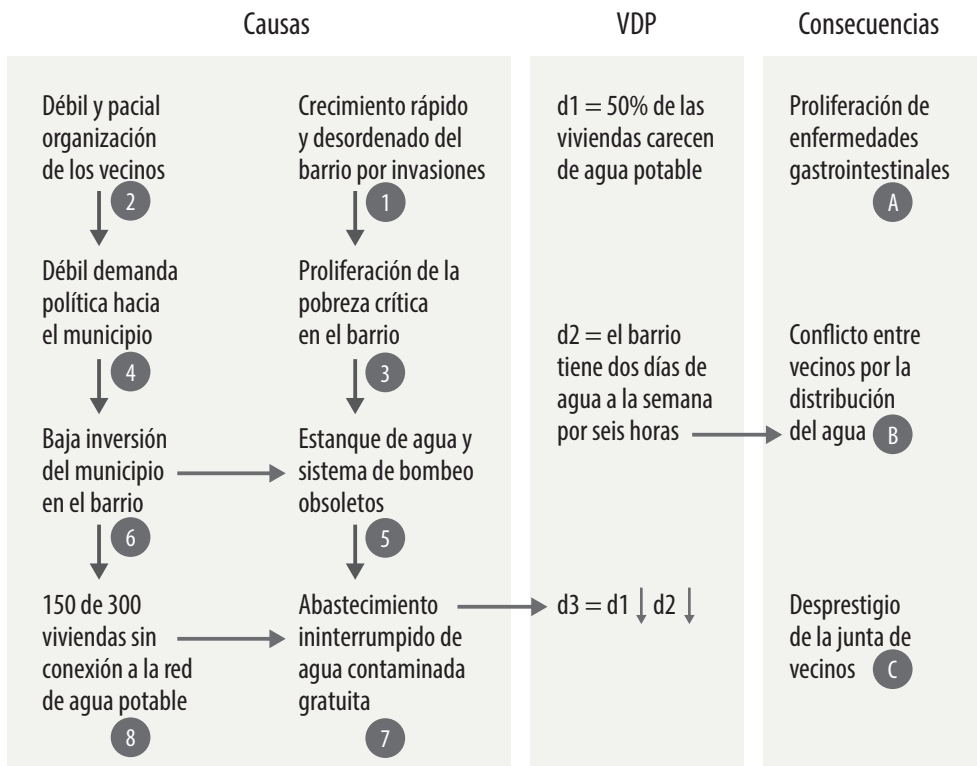 Causas
VDP
Consecuencias
Débil y pacial
organización
de los vecinos
2
Crecimiento rápido
y desordenado del
barrio por invasiones
1
d1 = 50% de las
viviendas carecen
de agua potable
Proliferación de
enfermedades
gastrointestinales
A
Débil demanda
política hacia
el municipio
4
Proliferación de la
pobreza crítica
en el barrio
3
d2 = el barrio
tiene dos días de
agua a la semana
por seis horas
Conflicto entre
vecinos por la
distribución
del agua B
Baja inversión
del municipio
en el barrio
6
Estanque de agua y
sistema de bombeo
obsoletos
5
150 de 300
viviendas sin
conexión a la red
de agua potable
8
Abastecimiento
ininterrumpido de
agua contaminada
gratuita
7
d3 = d1 ↓ d2 ↓
Desprestigio
de la junta de
vecinos C